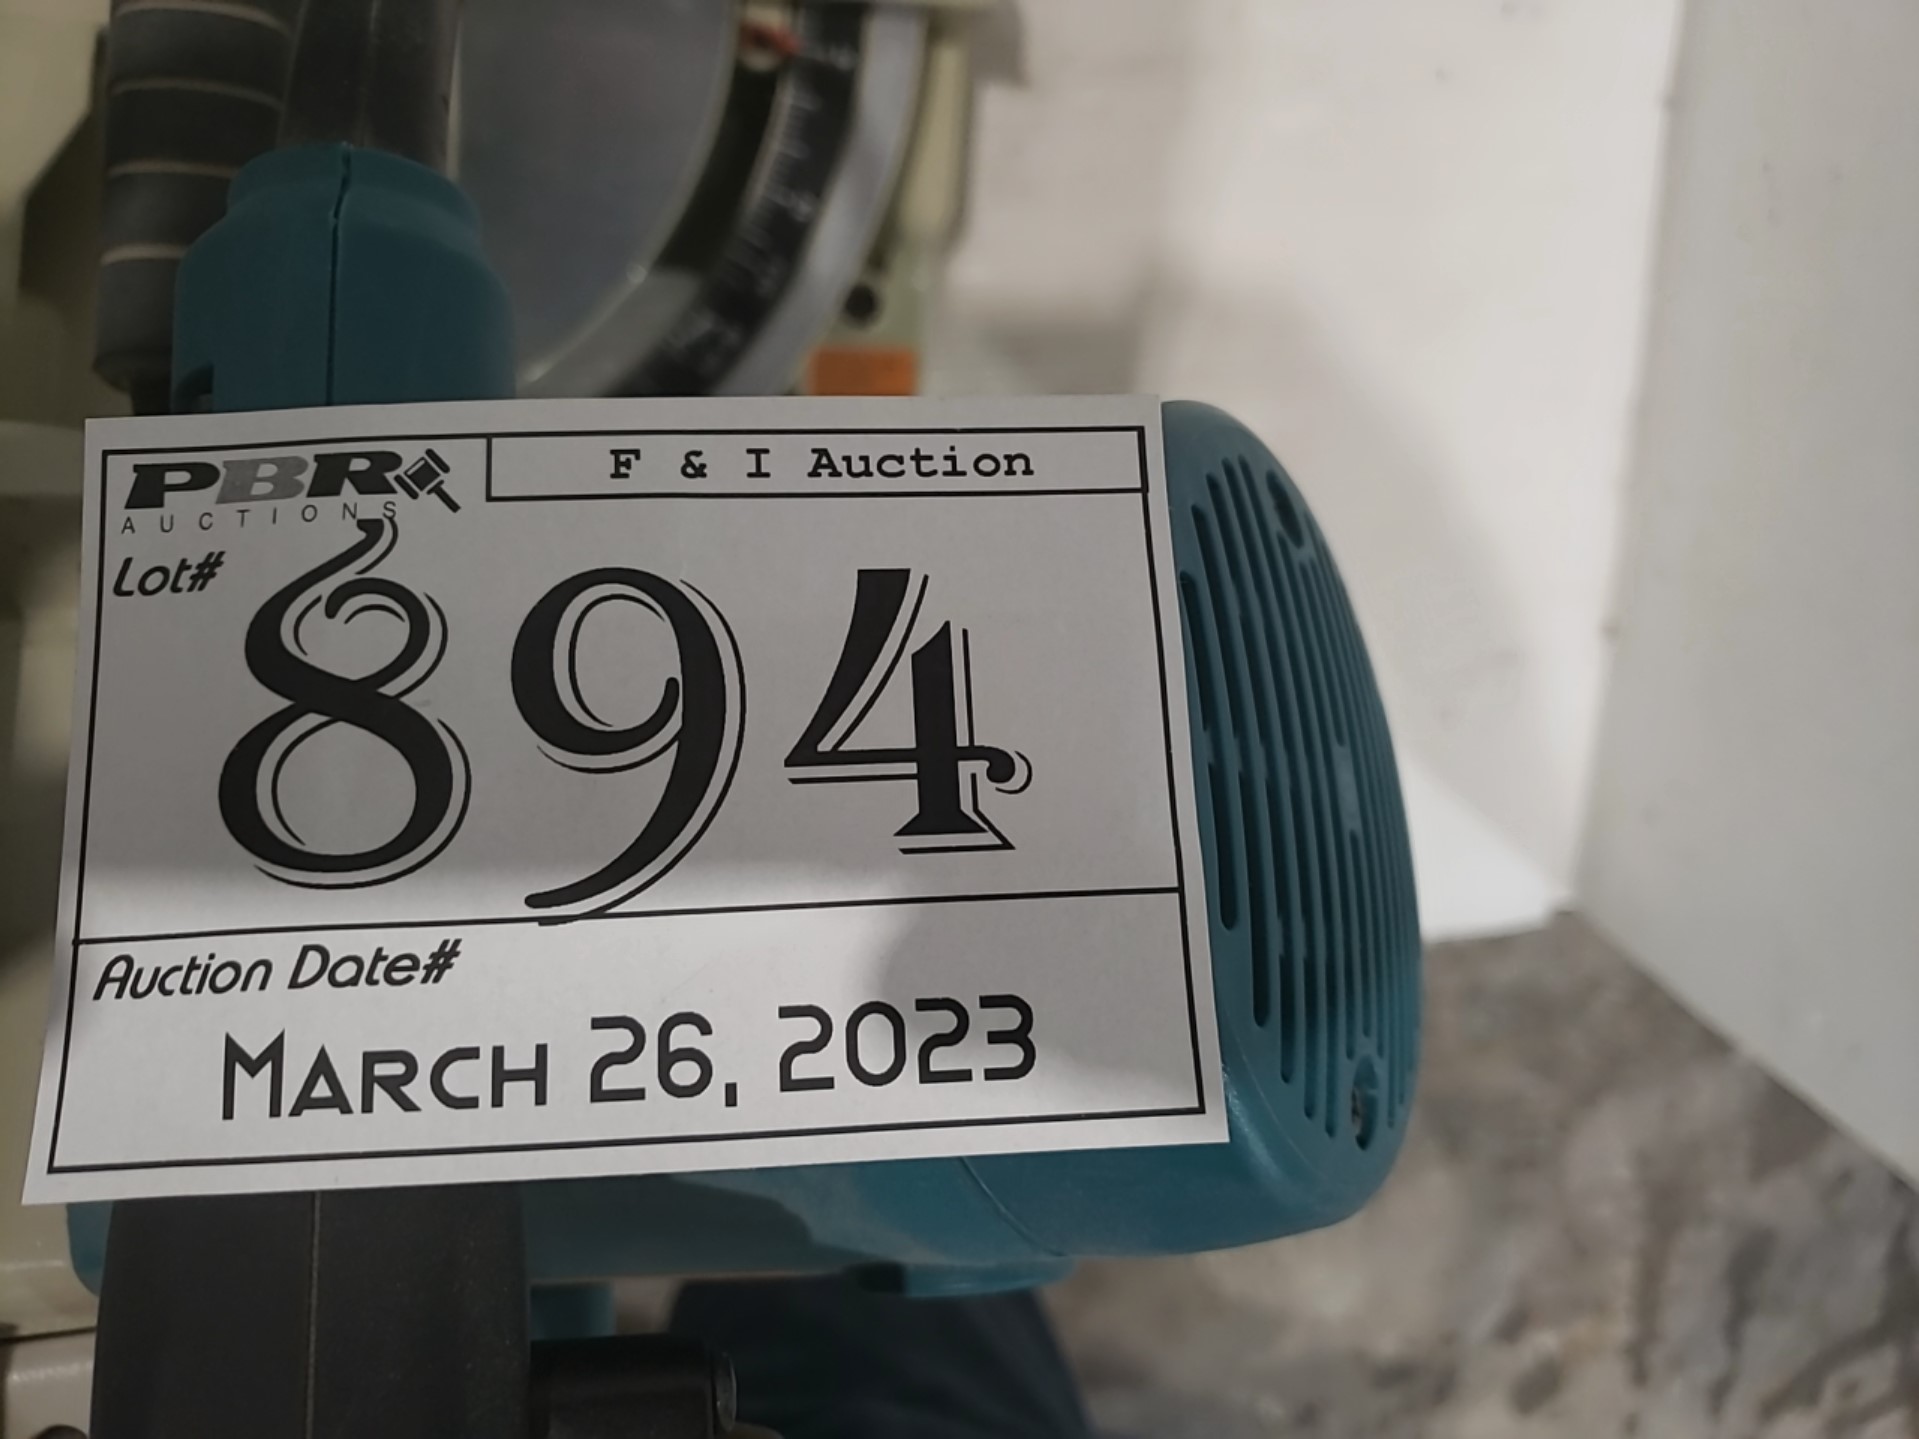 PBR
AUCTIONS
F & I Auction
Lot#
894
Auction Date#
MARCH 26, 2023